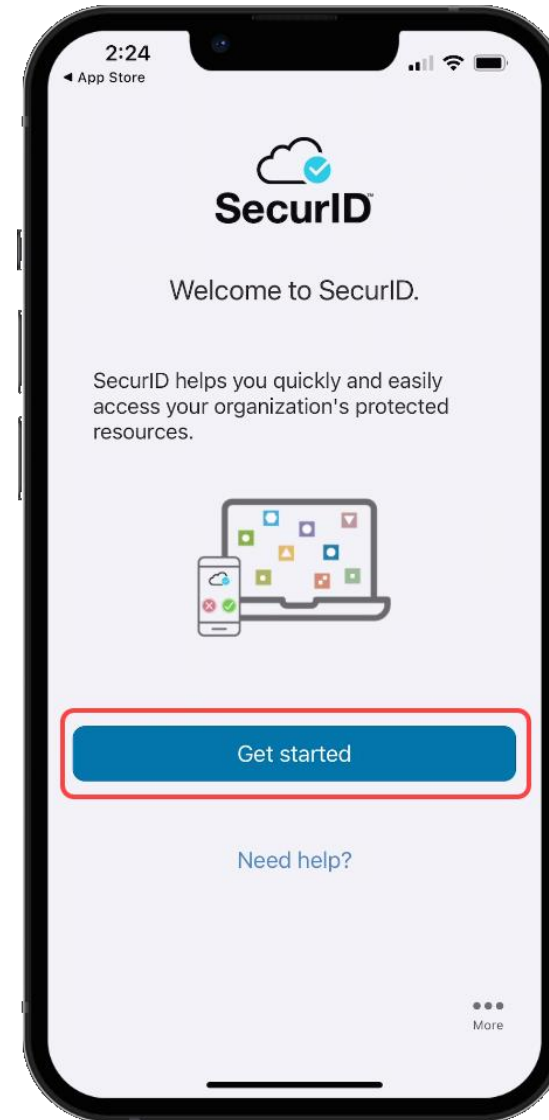 2:24
◀ App Store
SecurID™
Welcome to SecurID.
SecurID helps you quickly and easily
access your organization's protected
resources.
Get started
Need help?
More